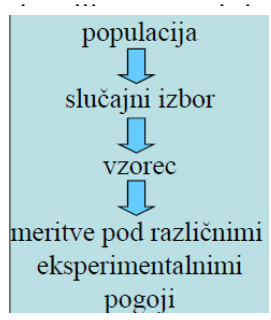 populacija
slučajni izbor
vzorec
meritve pod različnimi
eksperimentalnimi
pogoji